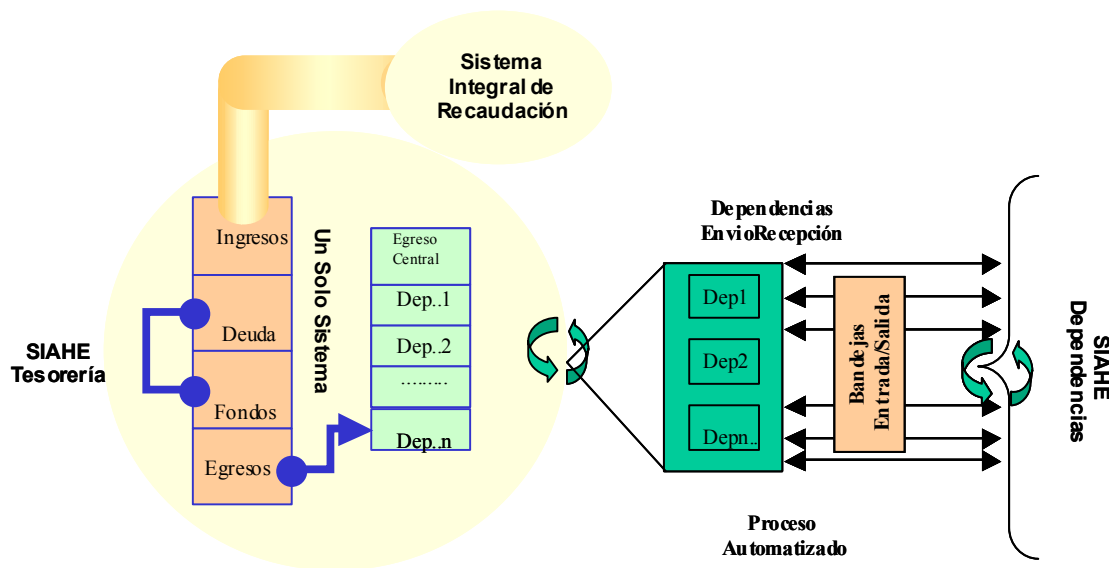 Sistema
Integral de
Recaudación
SIAHE
Tesorería
Ingresos
Deuda
Fondos
Egresos
Un Solo Sistema
Egreso
Central
Dep..1
Dep..2
.........
Dep..n
Dependencias
EnvioRecepción
Dep1
Dep2
Depn..
Bandejas
Entrada/Salida
Proceso
Automatizado
SIAHE
Dependencias